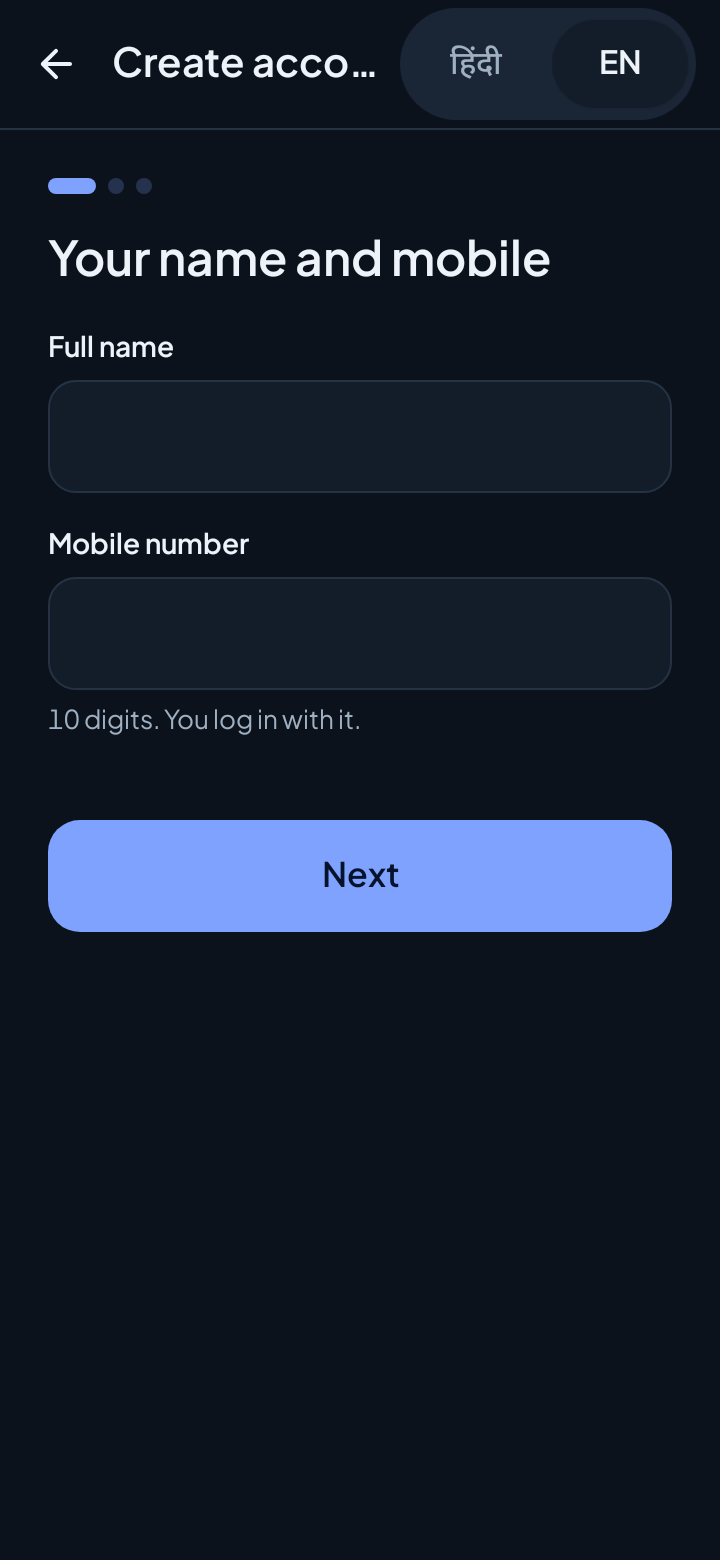 Create acco... हिंदी EN
Your name and mobile
Full name
Mobile number
10 digits. You log in with it.
Next